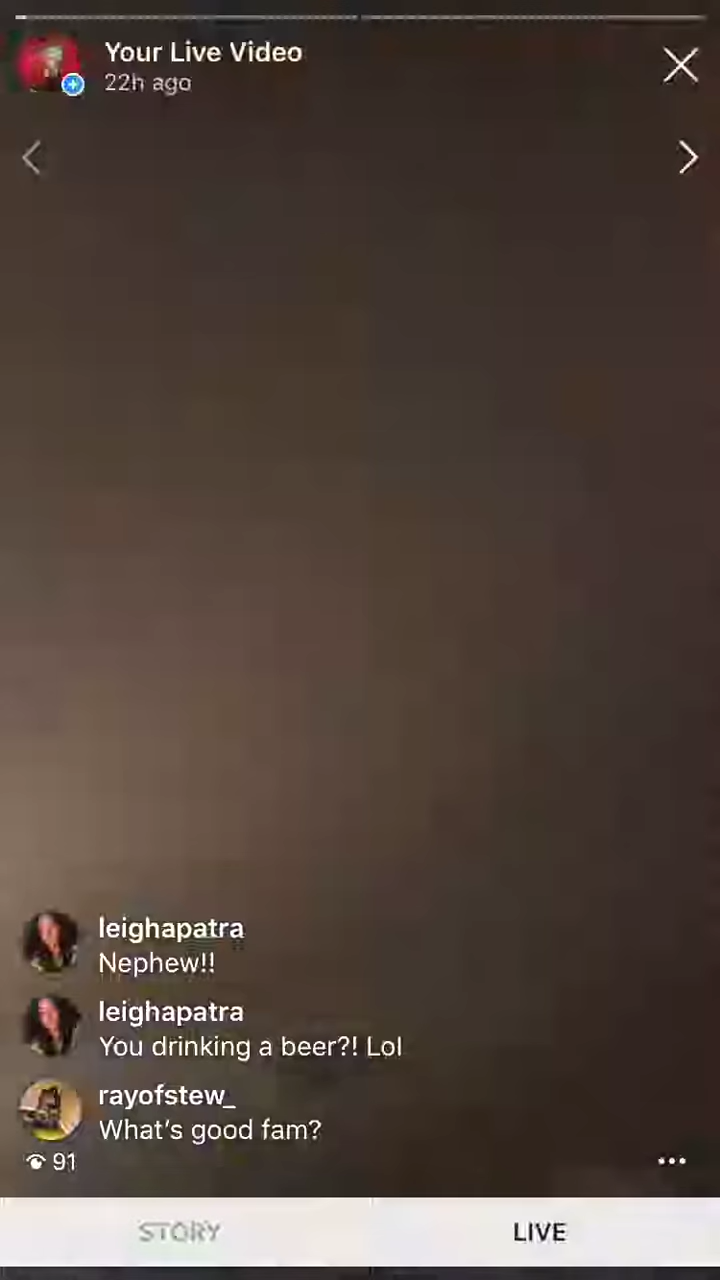 Your Live Video
22h ago
leighapatra
Nephew!!
leighapatra
You drinking a beer?! Lol
rayofstew_
What's good fam?
91
STORY
LIVE